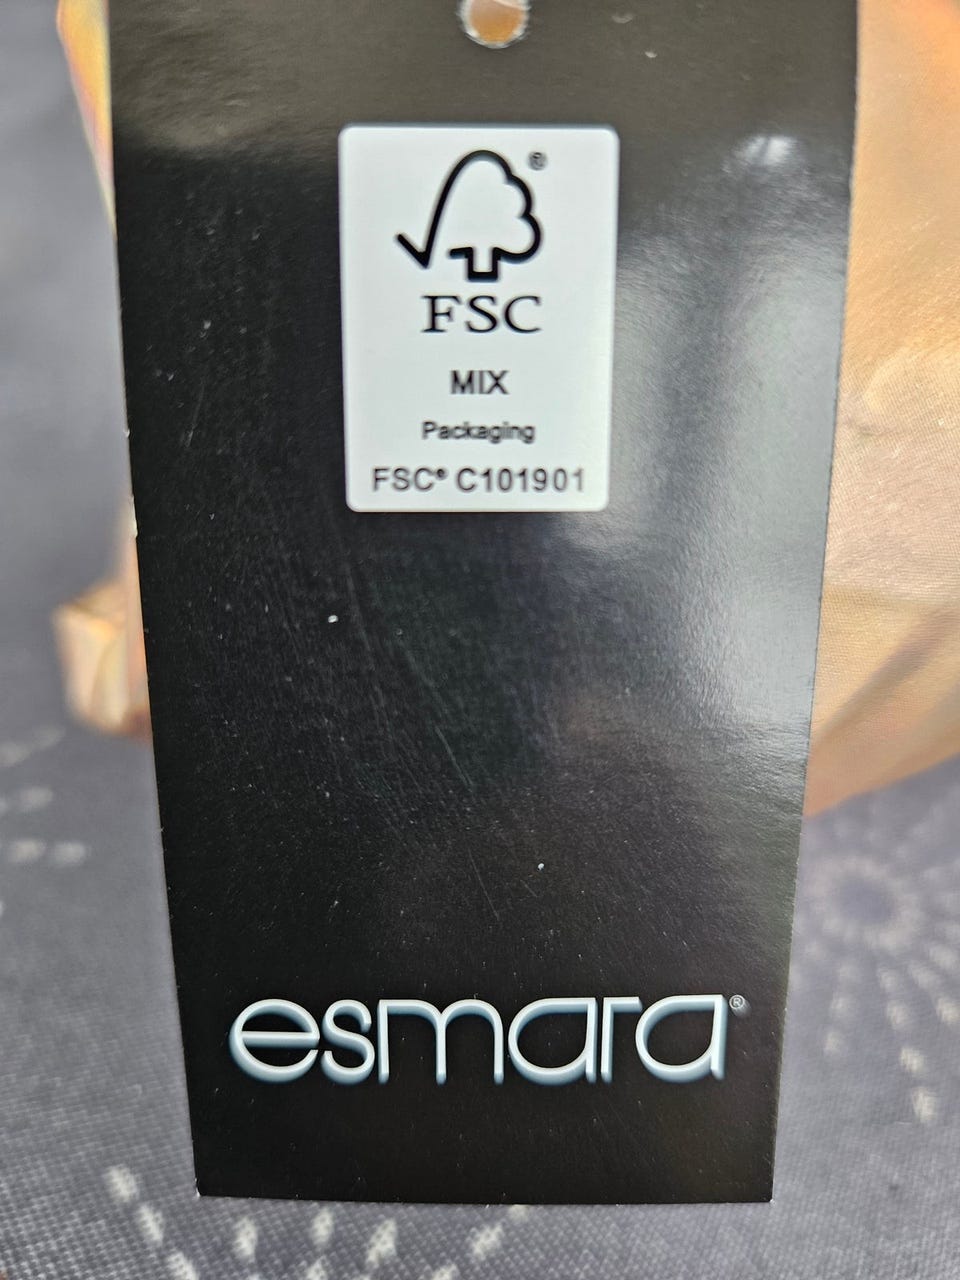 ®
FSC
MIX
Packaging
FSC® C101901
esmara®